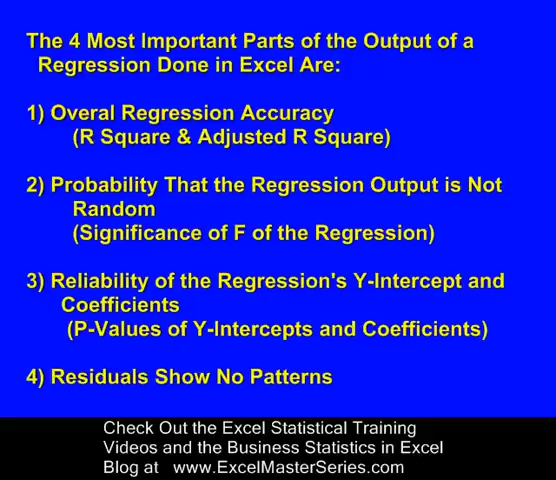 The 4 Most Important Parts of the Output of a
Regression Done in Excel Are:
1) Overal Regression Accuracy
(R Square & Adjusted R Square)
2) Probability That the Regression Output is Not
Random
(Significance of F of the Regression)
3) Reliability of the Regression's Y-Intercept and
Coefficients
(P-Values of Y-Intercepts and Coefficients)
4) Residuals Show No Patterns
Check Out the Excel Statistical Training
Videos and the Business Statistics in Excel
Blog at www.ExcelMasterSeries.com